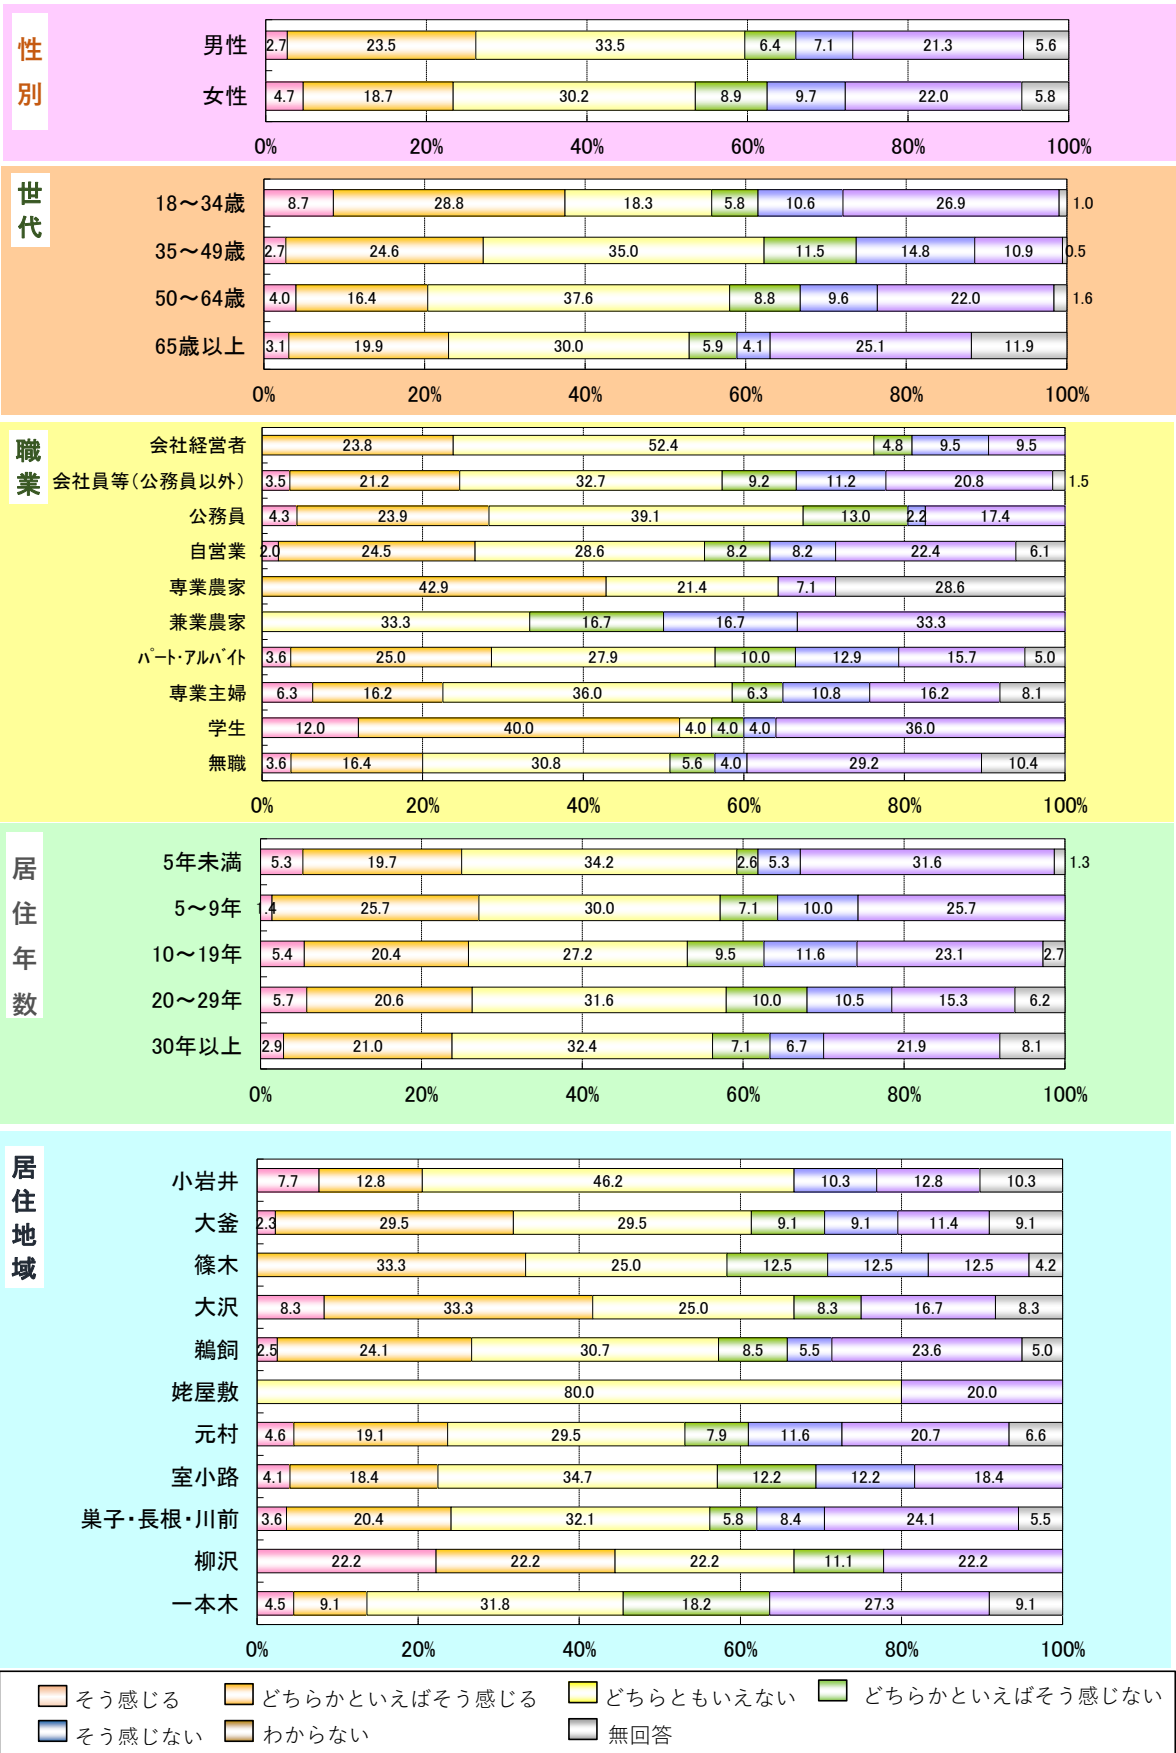 性別
男性 2.7 23.5 33.5 6.4 7.1 21.3 5.6
女性 4.7 18.7 30.2 8.9 9.7 22.0 5.8
0% 20% 40% 60% 80% 100%
世代
18～34歳 8.7 28.8 18.3 5.8 10.6 26.9 1.0
35～49歳 2.7 24.6 35.0 11.5 14.8 10.9 0.5
50～64歳 4.0 16.4 37.6 8.8 9.6 22.0 1.6
65歳以上 3.1 19.9 30.0 5.9 4.1 25.1 11.9
0% 20% 40% 60% 80% 100%
職業
会社経営者 23.8 52.4 4.8 9.5 9.5
会社員等(公務員以外) 3.5 21.2 32.7 9.2 11.2 20.8 1.5
公務員 4.3 23.9 39.1 13.0 2.2 17.4
自営業 2.0 24.5 28.6 8.2 8.2 22.4 6.1
専業農家 42.9 21.4 7.1 28.6
兼業農家 33.3 16.7 16.7 33.3
ﾊﾟｰﾄ･ｱﾙﾊﾞｲﾄ 3.6 25.0 27.9 10.0 12.9 15.7 5.0
専業主婦 6.3 16.2 36.0 6.3 10.8 16.2 8.1
学生 12.0 40.0 4.0 4.0 4.0 36.0
無職 3.6 16.4 30.8 5.6 4.0 29.2 10.4
0% 20% 40% 60% 80% 100%
居住年数
5年未満 5.3 19.7 34.2 2.6 5.3 31.6 1.3
5～9年 1.4 25.7 30.0 7.1 10.0 25.7
10～19年 5.4 20.4 27.2 9.5 11.6 23.1 2.7
20～29年 5.7 20.6 31.6 10.0 10.5 15.3 6.2
30年以上 2.9 21.0 32.4 7.1 6.7 21.9 8.1
0% 20% 40% 60% 80% 100%
居住地域
小岩井 7.7 12.8 46.2 10.3 12.8 10.3
大釜 2.3 29.5 29.5 9.1 9.1 11.4 9.1
篠木 33.3 25.0 12.5 12.5 12.5 4.2
大沢 8.3 33.3 25.0 8.3 16.7 8.3
鵜飼 2.5 24.1 30.7 8.5 5.5 23.6 5.0
姥屋敷 80.0 20.0
元村 4.6 19.1 29.5 7.9 11.6 20.7 6.6
室小路 4.1 18.4 34.7 12.2 12.2 18.4
巣子・長根・川前 3.6 20.4 32.1 5.8 8.4 24.1 5.5
柳沢 22.2 22.2 22.2 11.1 22.2
一本木 4.5 9.1 31.8 18.2 27.3 9.1
0% 20% 40% 60% 80% 100%
そう感じる どちらかといえばそう感じる どちらともいえない どちらかといえばそう感じない
そう感じない わからない 無回答